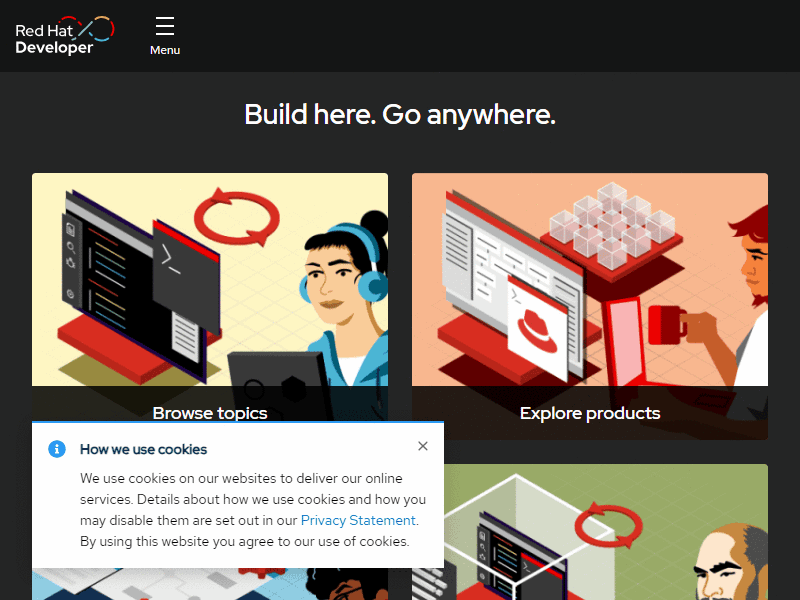 Red Hat
Developer
Menu
Build here. Go anywhere.
Browse topics
Explore products
How we use cookies
We use cookies on our websites to deliver our online
services. Details about how we use cookies and how you
may disable them are set out in our Privacy Statement.
By using this website you agree to our use of cookies.